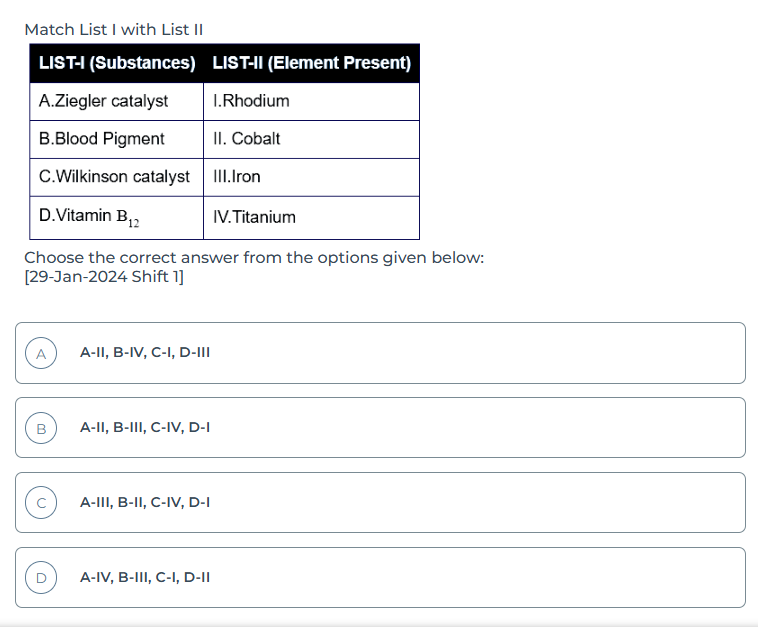 Match List I with List II
LIST-I (Substances) LIST-II (Element Present)
A.Ziegler catalyst I.Rhodium
B.Blood Pigment II. Cobalt
C.Wilkinson catalyst III.Iron
D.Vitamin B₁₂ IV.Titanium
Choose the correct answer from the options given below:
[29-Jan-2024 Shift 1]
A A-II, B-IV, C-I, D-III
B A-II, B-III, C-IV, D-I
C A-III, B-II, C-IV, D-I
D A-IV, B-III, C-I, D-II